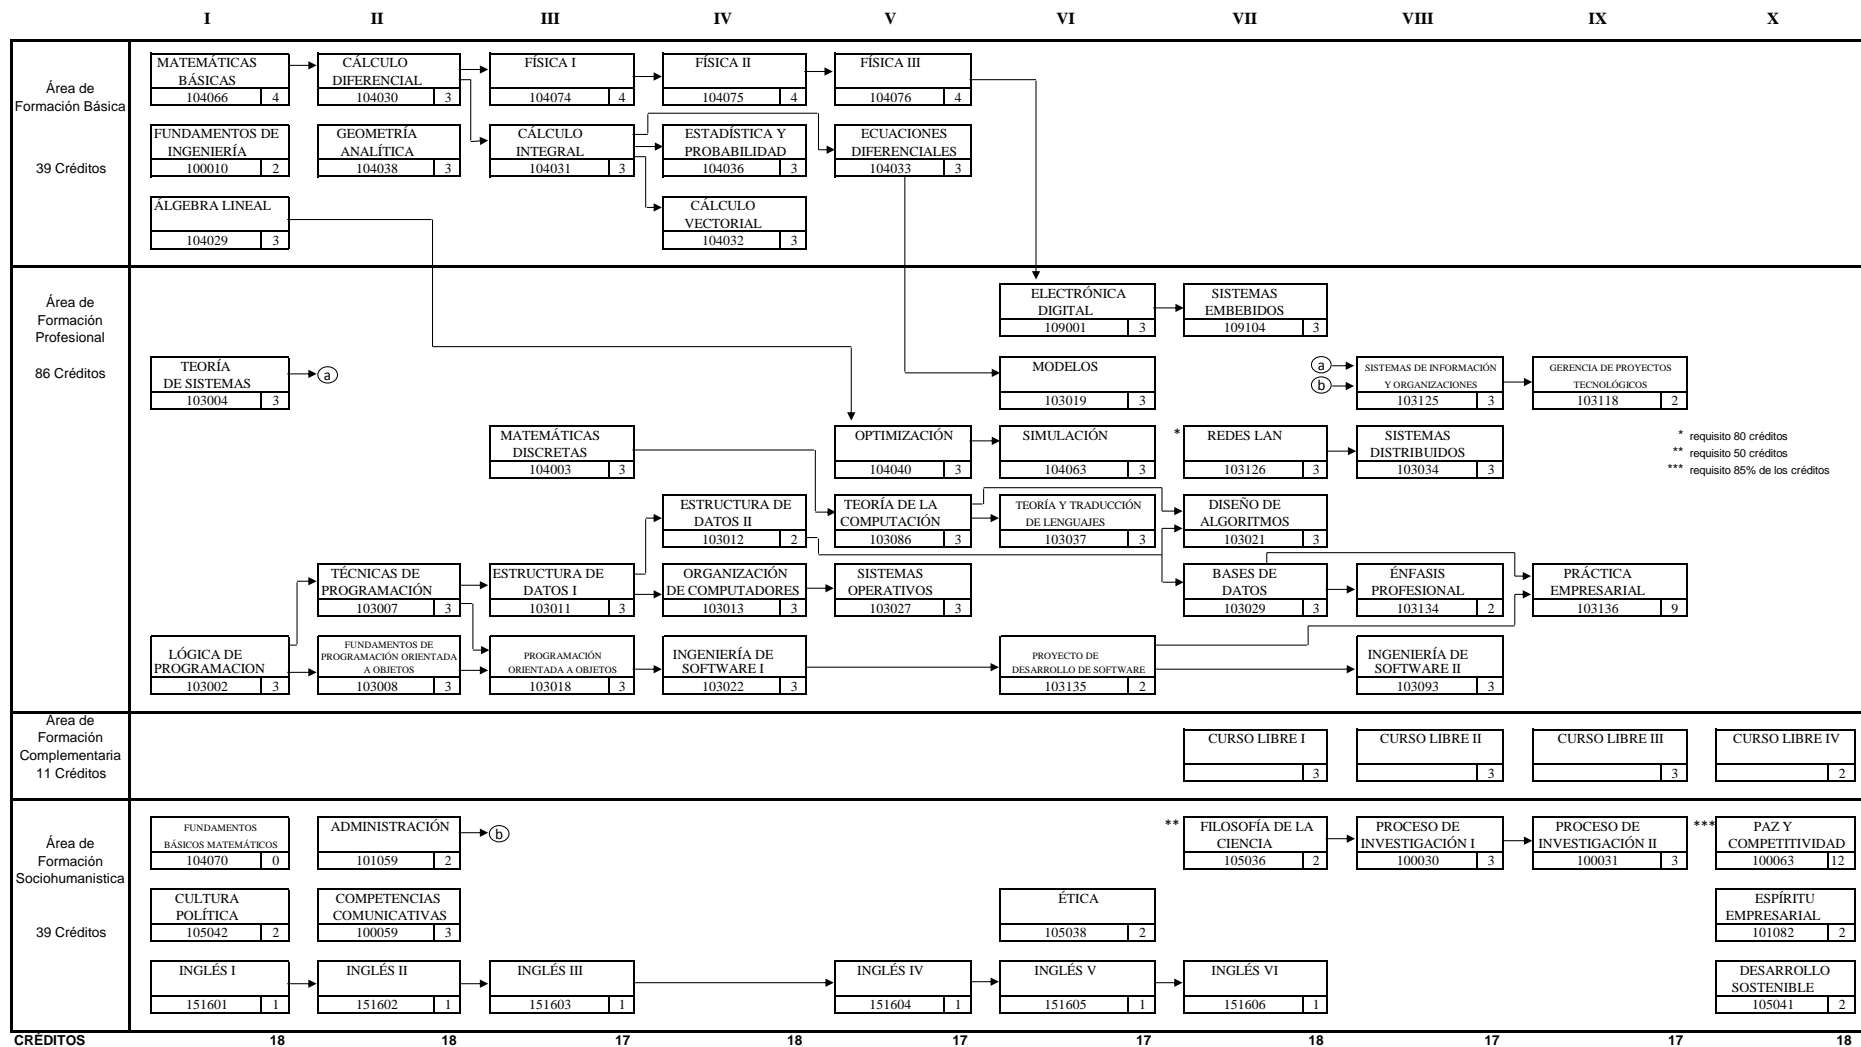 I II III IV V VI VII VIII IX X
Área de
Formación Básica
39 Créditos
MATEMÁTICAS
BÁSICAS
104066 4
CÁLCULO
DIFERENCIAL
104030 3
FÍSICA I
104074 4
FÍSICA II
104075 4
FÍSICA III
104076 4
FUNDAMENTOS DE
INGENIERÍA
100010 2
GEOMETRÍA
ANALÍTICA
104038 3
CÁLCULO
INTEGRAL
104031 3
ESTADÍSTICA Y
PROBABILIDAD
104036 3
ECUACIONES
DIFERENCIALES
104033 3
ÁLGEBRA LINEAL
104029 3
CÁLCULO
VECTORIAL
104032 3
Área de
Formación
Profesional
86 Créditos
ELECTRÓNICA
DIGITAL
109001 3
SISTEMAS
EMBEBIDOS
109104 3
TEORÍA
DE SISTEMAS
103004 3
a
MODELOS
103019 3
a
b
SISTEMAS DE INFORMACIÓN
Y ORGANIZACIONES
103125 3
GERENCIA DE PROYECTOS
TECNOLÓGICOS
103118 2
MATEMÁTICAS
DISCRETAS
104003 3
OPTIMIZACIÓN
104040 3
SIMULACIÓN
104063 3
* REDES LAN
103126 3
SISTEMAS
DISTRIBUIDOS
103034 3
* requisito 80 créditos
** requisito 50 créditos
*** requisito 85% de los créditos
ESTRUCTURA DE
DATOS II
103012 2
TEORÍA DE LA
COMPUTACIÓN
103086 3
TEORÍA Y TRADUCCIÓN
DE LENGUAJES
103037 3
DISEÑO DE
ALGORITMOS
103021 3
TÉCNICAS DE
PROGRAMACIÓN
103007 3
ESTRUCTURA DE
DATOS I
103011 3
ORGANIZACIÓN
DE COMPUTADORES
103013 3
SISTEMAS
OPERATIVOS
103027 3
BASES DE
DATOS
103029 3
ÉNFASIS
PROFESIONAL
103134 2
PRÁCTICA
EMPRESARIAL
103136 9
LÓGICA DE
PROGRAMACION
103002 3
FUNDAMENTOS DE
PROGRAMACIÓN ORIENTADA
A OBJETOS
103008 3
PROGRAMACIÓN
ORIENTADA A OBJETOS
103018 3
INGENIERÍA DE
SOFTWARE I
103022 3
PROYECTO DE
DESARROLLO DE SOFTWARE
103135 2
INGENIERÍA DE
SOFTWARE II
103093 3
Área de
Formación
Complementaria
11 Créditos
CURSO LIBRE I
3
CURSO LIBRE II
3
CURSO LIBRE III
3
CURSO LIBRE IV
2
Área de
Formación
Sociohumanistica
39 Créditos
FUNDAMENTOS
BÁSICOS MATEMÁTICOS
104070 0
ADMINISTRACIÓN
101059 2
b
** FILOSOFÍA DE LA
CIENCIA
105036 2
PROCESO DE
INVESTIGACIÓN I
100030 3
PROCESO DE
INVESTIGACIÓN II
100031 3
*** PAZ Y
COMPETITIVIDAD
100063 12
CULTURA
POLÍTICA
105042 2
COMPETENCIAS
COMUNICATIVAS
100059 3
ÉTICA
105038 2
ESPÍRITU
EMPRESARIAL
101082 2
INGLÉS I
151601 1
INGLÉS II
151602 1
INGLÉS III
151603 1
INGLÉS IV
151604 1
INGLÉS V
151605 1
INGLÉS VI
151606 1
DESARROLLO
SOSTENIBLE
105041 2
CRÉDITOS 18 18 17 18 17 17 18 17 17 18